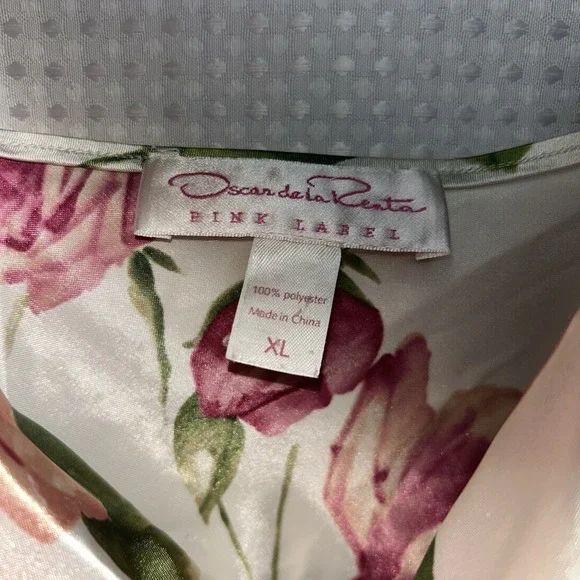 Oscar de la Renta
PINK LABEL
100% polyester
Made in China
XL